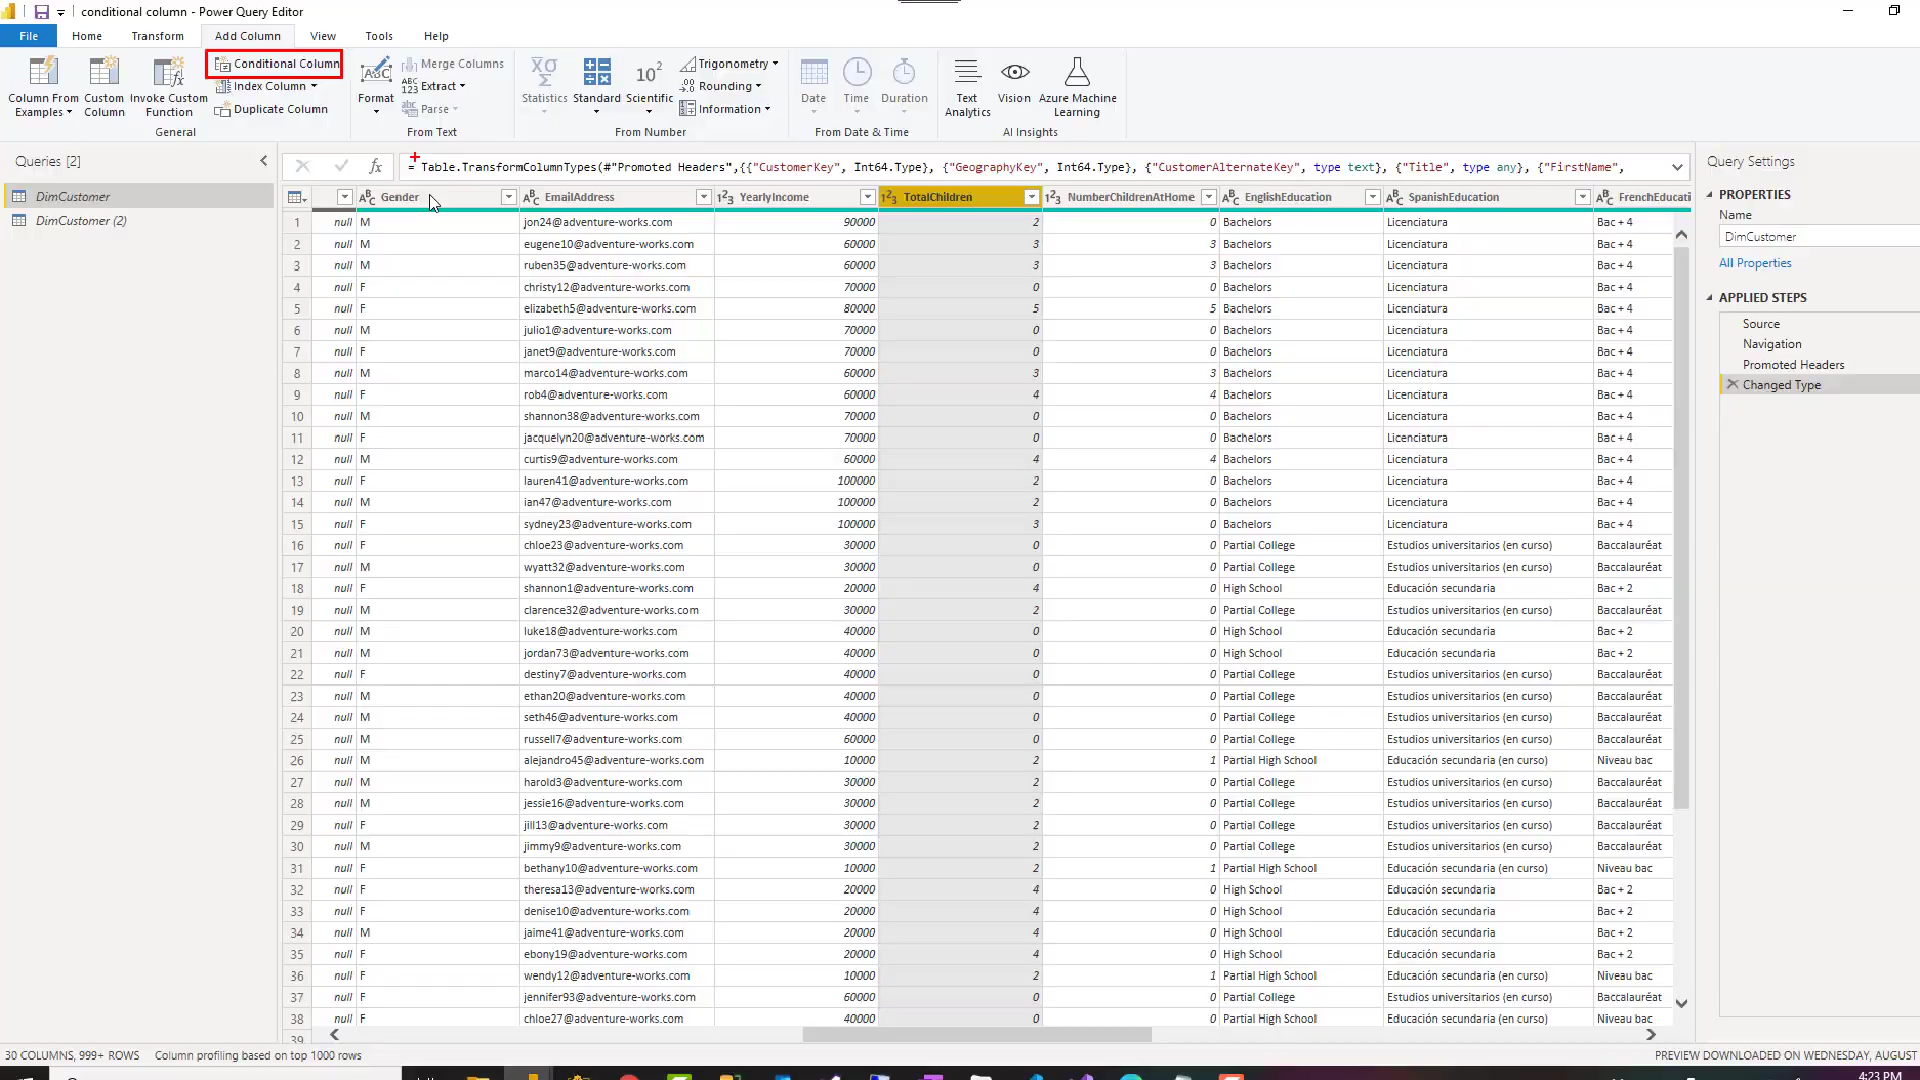 conditional column - Power Query Editor
File Home Transform Add Column View Tools Help
Column From Examples
Custom Column
Invoke Custom Function
Conditional Column
Index Column
Duplicate Column
General
Format
Merge Columns
Extract
Parse
From Text
Statistics
Standard
Scientific
Trigonometry
Rounding
Information
From Number
Date
Time
Duration
From Date & Time
Text Analytics
Vision
Azure Machine Learning
AI Insights
Queries [2]
DimCustomer
DimCustomer (2)
= Table.TransformColumnTypes(#"Promoted Headers",{{"CustomerKey", Int64.Type}, {"GeographyKey", Int64.Type}, {"CustomerAlternateKey", type text}, {"Title", type any}, {"FirstName",
Gender EmailAddress YearlyIncome TotalChildren NumberChildrenAtHome EnglishEducation SpanishEducation FrenchEducati
1 null M jon24@adventure-works.com 90000 2 0 Bachelors Licenciatura Bac + 4
2 null M eugene10@adventure-works.com 60000 3 3 Bachelors Licenciatura Bac + 4
3 null M ruben35@adventure-works.com 60000 3 3 Bachelors Licenciatura Bac + 4
4 null F christy12@adventure-works.com 70000 0 0 Bachelors Licenciatura Bac + 4
5 null F elizabeth5@adventure-works.com 80000 5 5 Bachelors Licenciatura Bac + 4
6 null M julio1@adventure-works.com 70000 0 0 Bachelors Licenciatura Bac + 4
7 null F janet9@adventure-works.com 70000 0 0 Bachelors Licenciatura Bac + 4
8 null M marco14@adventure-works.com 60000 3 3 Bachelors Licenciatura Bac + 4
9 null F rob4@adventure-works.com 60000 4 4 Bachelors Licenciatura Bac + 4
10 null M shannon38@adventure-works.com 70000 0 0 Bachelors Licenciatura Bac + 4
11 null F jacquelyn20@adventure-works.com 70000 0 0 Bachelors Licenciatura Bac + 4
12 null M curtis9@adventure-works.com 60000 4 4 Bachelors Licenciatura Bac + 4
13 null F lauren41@adventure-works.com 100000 2 0 Bachelors Licenciatura Bac + 4
14 null M ian47@adventure-works.com 100000 2 0 Bachelors Licenciatura Bac + 4
15 null F sydney23@adventure-works.com 100000 3 0 Bachelors Licenciatura Bac + 4
16 null F chloe23@adventure-works.com 30000 0 0 Partial College Estudios universitarios (en curso) Baccalauréat
17 null M wyatt32@adventure-works.com 30000 0 0 Partial College Estudios universitarios (en curso) Baccalauréat
18 null F shannon1@adventure-works.com 20000 4 0 High School Educación secundaria Bac + 2
19 null M clarence32@adventure-works.com 30000 2 0 Partial College Estudios universitarios (en curso) Baccalauréat
20 null M luke18@adventure-works.com 40000 0 0 High School Educación secundaria Bac + 2
21 null M jordan73@adventure-works.com 40000 0 0 High School Educación secundaria Bac + 2
22 null F destiny7@adventure-works.com 40000 0 0 Partial College Estudios universitarios (en curso) Baccalauréat
23 null M ethan20@adventure-works.com 40000 0 0 Partial College Estudios universitarios (en curso) Baccalauréat
24 null M seth46@adventure-works.com 40000 0 0 Partial College Estudios universitarios (en curso) Baccalauréat
25 null M russell7@adventure-works.com 60000 0 0 Partial College Estudios universitarios (en curso) Baccalauréat
26 null M alejandro45@adventure-works.com 10000 2 1 Partial High School Educación secundaria (en curso) Niveau bac
27 null M harold3@adventure-works.com 30000 2 0 Partial College Estudios universitarios (en curso) Baccalauréat
28 null M jessie16@adventure-works.com 30000 2 0 Partial College Estudios universitarios (en curso) Baccalauréat
29 null F jill13@adventure-works.com 30000 2 0 Partial College Estudios universitarios (en curso) Baccalauréat
30 null M jimmy9@adventure-works.com 30000 2 0 Partial College Estudios universitarios (en curso) Baccalauréat
31 null F bethany10@adventure-works.com 10000 2 1 Partial High School Educación secundaria (en curso) Niveau bac
32 null F theresa13@adventure-works.com 20000 4 0 High School Educación secundaria Bac + 2
33 null F denise10@adventure-works.com 20000 4 0 High School Educación secundaria Bac + 2
34 null M jaime41@adventure-works.com 20000 4 0 High School Educación secundaria Bac + 2
35 null F ebony19@adventure-works.com 20000 4 0 High School Educación secundaria Bac + 2
36 null F wendy12@adventure-works.com 10000 2 1 Partial High School Educación secundaria (en curso) Niveau bac
37 null F jennifer93@adventure-works.com 60000 0 0 Partial College Estudios universitarios (en curso) Baccalauréat
38 null F chloe27@adventure-works.com 40000 0 0 Partial High School Educación secundaria (en curso) Niveau bac
39
Query Settings
PROPERTIES
Name
DimCustomer
All Properties
APPLIED STEPS
Source
Navigation
Promoted Headers
Changed Type
30 COLUMNS, 999+ ROWS Column profiling based on top 1000 rows
PREVIEW DOWNLOADED ON WEDNESDAY, AUGUST
4:23 PM